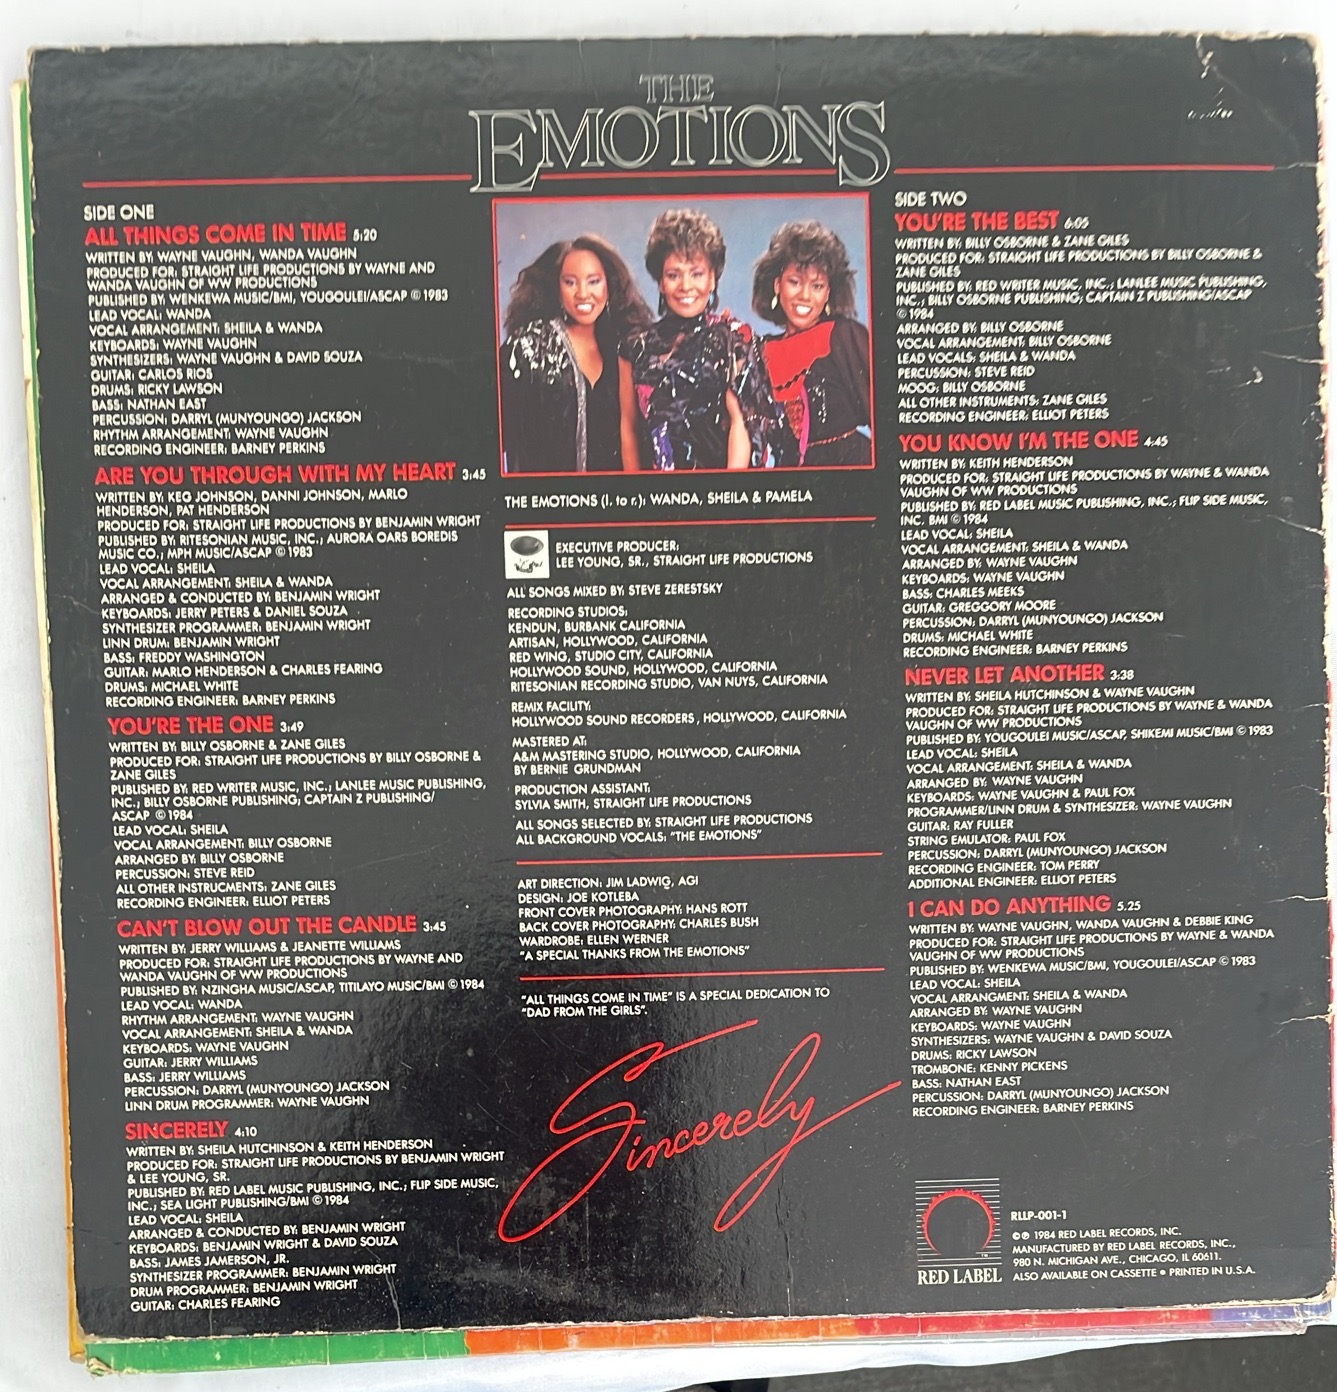 THE
EMOTIONS
SIDE ONE
ALL THINGS COME IN TIME 5:20
WRITTEN BY: WAYNE VAUGHN, WANDA VAUGHN
PRODUCED FOR: STRAIGHT LIFE PRODUCTIONS BY WAYNE AND
WANDA VAUGHN OF WW PRODUCTIONS
PUBLISHED BY: WENKEWA MUSIC/BMI, YOUGOULEI/ASCAP © 1983
LEAD VOCAL: WANDA
VOCAL ARRANGEMENT: SHEILA & WANDA
KEYBOARDS: WAYNE VAUGHN
SYNTHESIZERS: WAYNE VAUGHN & DAVID SOUZA
GUITAR: CARLOS RIOS
DRUMS: RICKY LAWSON
BASS: NATHAN EAST
PERCUSSION: DARRYL (MUNYOUNGO) JACKSON
RHYTHM ARRANGEMENT: WAYNE VAUGHN
RECORDING ENGINEER: BARNEY PERKINS
ARE YOU THROUGH WITH MY HEART 3:45
WRITTEN BY: KEG JOHNSON, DANNI JOHNSON, MARLO
HENDERSON, PAT HENDERSON
PRODUCED FOR: STRAIGHT LIFE PRODUCTIONS BY BENJAMIN WRIGHT
PUBLISHED BY: RITESONIAN MUSIC, INC.; AURORA OARS BOREDIS
MUSIC CO.; MPH MUSIC/ASCAP © 1983
LEAD VOCAL: SHEILA
VOCAL ARRANGEMENT: SHEILA & WANDA
ARRANGED & CONDUCTED BY: BENJAMIN WRIGHT
KEYBOARDS: JERRY PETERS & DANIEL SOUZA
SYNTHESIZER PROGRAMMER: BENJAMIN WRIGHT
LINN DRUM: BENJAMIN WRIGHT
BASS: FREDDY WASHINGTON
GUITAR: MARLO HENDERSON & CHARLES FEARING
DRUMS: MICHAEL WHITE
RECORDING ENGINEER: BARNEY PERKINS
YOU'RE THE ONE 3:49
WRITTEN BY: BILLY OSBORNE & ZANE GILES
PRODUCED FOR: STRAIGHT LIFE PRODUCTIONS BY BILLY OSBORNE &
ZANE GILES
PUBLISHED BY: RED WRITER MUSIC, INC.; LANLEE MUSIC PUBLISHING,
INC.; BILLY OSBORNE PUBLISHING; CAPTAIN Z PUBLISHING/
ASCAP © 1984
LEAD VOCAL: SHEILA
VOCAL ARRANGEMENT: BILLY OSBORNE
ARRANGED BY: BILLY OSBORNE
PERCUSSION: STEVE REID
ALL OTHER INSTRUCMENTS: ZANE GILES
RECORDING ENGINEER: ELLIOT PETERS
CAN'T BLOW OUT THE CANDLE 3:45
WRITTEN BY: JERRY WILLIAMS & JEANETTE WILLIAMS
PRODUCED FOR: STRAIGHT LIFE PRODUCTIONS BY WAYNE AND
WANDA VAUGHN OF WW PRODUCTIONS
PUBLISHED BY: NZINGHA MUSIC/ASCAP, TITILAYO MUSIC/BMI © 1984
LEAD VOCAL: WANDA
RHYTHM ARRANGEMENT: WAYNE VAUGHN
VOCAL ARRANGEMENT: SHEILA & WANDA
KEYBOARDS: WAYNE VAUGHN
GUITAR: JERRY WILLIAMS
BASS: JERRY WILLIAMS
PERCUSSION: DARRYL (MUNYOUNGO) JACKSON
LINN DRUM PROGRAMMER: WAYNE VAUGHN
SINCERELY 4:10
WRITTEN BY: SHEILA HUTCHINSON & KEITH HENDERSON
PRODUCED FOR: STRAIGHT LIFE PRODUCTIONS BY BENJAMIN WRIGHT
& LEE YOUNG, SR.
PUBLISHED BY: RED LABEL MUSIC PUBLISHING, INC.; FLIP SIDE MUSIC,
INC.; SEA LIGHT PUBLISHING/BMI © 1984
LEAD VOCAL: SHEILA
ARRANGED & CONDUCTED BY: BENJAMIN WRIGHT
KEYBOARDS: BENJAMIN WRIGHT & DAVID SOUZA
BASS: JAMES JAMERSON, JR.
SYNTHESIZER PROGRAMMER: BENJAMIN WRIGHT
DRUM PROGRAMMER: BENJAMIN WRIGHT
GUITAR: CHARLES FEARING
THE EMOTIONS (l. to r.): WANDA, SHEILA & PAMELA
EXECUTIVE PRODUCER:
LEE YOUNG, SR., STRAIGHT LIFE PRODUCTIONS
ALL SONGS MIXED BY: STEVE ZERESTSKY
RECORDING STUDIOS:
KENDUN, BURBANK CALIFORNIA
ARTISAN, HOLLYWOOD, CALIFORNIA
RED WING, STUDIO CITY, CALIFORNIA
HOLLYWOOD SOUND, HOLLYWOOD, CALIFORNIA
RITESONIAN RECORDING STUDIO, VAN NUYS, CALIFORNIA
REMIX FACILITY:
HOLLYWOOD SOUND RECORDERS, HOLLYWOOD, CALIFORNIA
MASTERED AT:
A&M MASTERING STUDIO, HOLLYWOOD, CALIFORNIA
BY BERNIE GRUNDMAN
PRODUCTION ASSISTANT:
SYLVIA SMITH, STRAIGHT LIFE PRODUCTIONS
ALL SONGS SELECTED BY: STRAIGHT LIFE PRODUCTIONS
ALL BACKGROUND VOCALS: "THE EMOTIONS"
ART DIRECTION: JIM LADWIG, AGI
DESIGN: JOE KOTLEBA
FRONT COVER PHOTOGRAPHY: HANS ROTT
BACK COVER PHOTOGRAPHY: CHARLES BUSH
WARDROBE: ELLEN WERNER
"A SPECIAL THANKS FROM THE EMOTIONS"
"ALL THINGS COME IN TIME" IS A SPECIAL DEDICATION TO
"DAD FROM THE GIRLS".
Sincerely
SIDE TWO
YOU'RE THE BEST 6:05
WRITTEN BY: BILLY OSBORNE & ZANE GILES
PRODUCED FOR: STRAIGHT LIFE PRODUCTIONS BY BILLY OSBORNE &
ZANE GILES
PUBLISHED BY: RED WRITER MUSIC, INC.; LANLEE MUSIC PUBLISHING,
INC.; BILLY OSBORNE PUBLISHING; CAPTAIN Z PUBLISHING/ASCAP
© 1984
ARRANGED BY: BILLY OSBORNE
VOCAL ARRANGEMENT: BILLY OSBORNE
LEAD VOCALS: SHEILA & WANDA
PERCUSSION: STEVE REID
MOOG: BILLY OSBORNE
ALL OTHER INSTRUMENTS: ZANE GILES
RECORDING ENGINEER: ELLIOT PETERS
YOU KNOW I'M THE ONE 4:45
WRITTEN BY: KEITH HENDERSON
PRODUCED FOR: STRAIGHT LIFE PRODUCTIONS BY WAYNE & WANDA
VAUGHN OF WW PRODUCTIONS
PUBLISHED BY: RED LABEL MUSIC PUBLISHING, INC.; FLIP SIDE MUSIC,
INC. BMI © 1984
LEAD VOCAL: SHEILA
VOCAL ARRANGEMENT: SHEILA & WANDA
ARRANGED BY: WAYNE VAUGHN
KEYBOARDS: WAYNE VAUGHN
BASS: CHARLES MEEKS
GUITAR: GREGGORY MOORE
PERCUSSION: DARRYL (MUNYOUNGO) JACKSON
DRUMS: MICHAEL WHITE
RECORDING ENGINEER: BARNEY PERKINS
NEVER LET ANOTHER 3:38
WRITTEN BY: SHEILA HUTCHINSON & WAYNE VAUGHN
PRODUCED FOR: STRAIGHT LIFE PRODUCTIONS BY WAYNE & WANDA
VAUGHN OF WW PRODUCTIONS
PUBLISHED BY: YOUGOULEI MUSIC/ASCAP, SHIKEMI MUSIC/BMI © 1983
LEAD VOCAL: SHEILA
VOCAL ARRANGEMENT: SHEILA & WANDA
ARRANGED BY: WAYNE VAUGHN
KEYBOARDS: WAYNE VAUGHN & PAUL FOX
PROGRAMMER/LINN DRUM & SYNTHESIZER: WAYNE VAUGHN
GUITAR: RAY FULLER
STRING EMULATOR: PAUL FOX
PERCUSSION: DARRYL (MUNYOUNGO) JACKSON
RECORDING ENGINEER: TOM PERRY
ADDITIONAL ENGINEER: ELLIOT PETERS
I CAN DO ANYTHING 5.25
WRITTEN BY: WAYNE VAUGHN, WANDA VAUGHN & DEBBIE KING
PRODUCED FOR: STRAIGHT LIFE PRODUCTIONS BY WAYNE & WANDA
VAUGHN OF WW PRODUCTIONS
PUBLISHED BY: WENKEWA MUSIC/BMI, YOUGOULEI/ASCAP © 1983
LEAD VOCAL: SHEILA
VOCAL ARRANGMENT: SHEILA & WANDA
ARRANGED BY: WAYNE VAUGHN
KEYBOARDS: WAYNE VAUGHN
SYNTHESIZERS: WAYNE VAUGHN & DAVID SOUZA
DRUMS: RICKY LAWSON
TROMBONE: KENNY PICKENS
BASS: NATHAN EAST
PERCUSSION: DARRYL (MUNYOUNGO) JACKSON
RECORDING ENGINEER: BARNEY PERKINS
RED LABEL
RLLP-001-1
© ℗ 1984 RED LABEL RECORDS, INC.
MANUFACTURED BY RED LABEL RECORDS, INC.,
980 N. MICHIGAN AVE., CHICAGO, IL 60611.
ALSO AVAILABLE ON CASSETTE • PRINTED IN U.S.A.